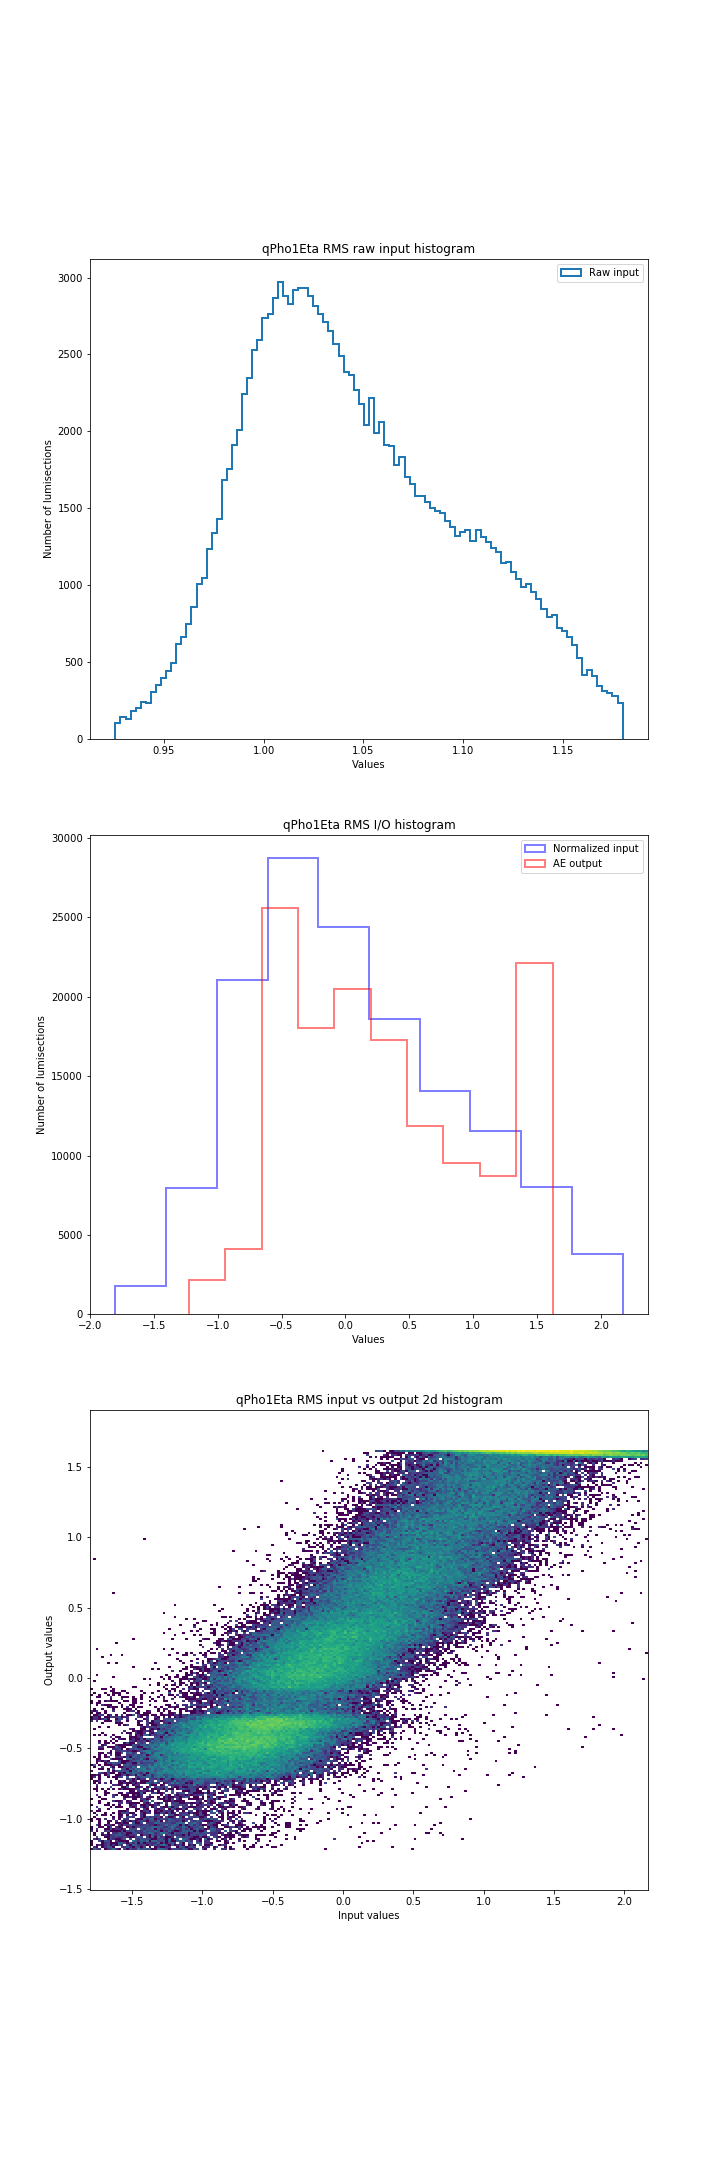 qPho1Eta RMS raw input histogram
Raw input
3000
2500
2000
1500
1000
500
0
Number of lumisections
0.95 1.00 1.05 1.10 1.15
Values
qPho1Eta RMS I/O histogram
Normalized input
AE output
30000
25000
20000
15000
10000
5000
0
Number of lumisections
−2.0 −1.5 −1.0 −0.5 0.0 0.5 1.0 1.5 2.0
Values
qPho1Eta RMS input vs output 2d histogram
1.5
1.0
0.5
0.0
−0.5
−1.0
−1.5
Output values
−1.5 −1.0 −0.5 0.0 0.5 1.0 1.5 2.0
Input values